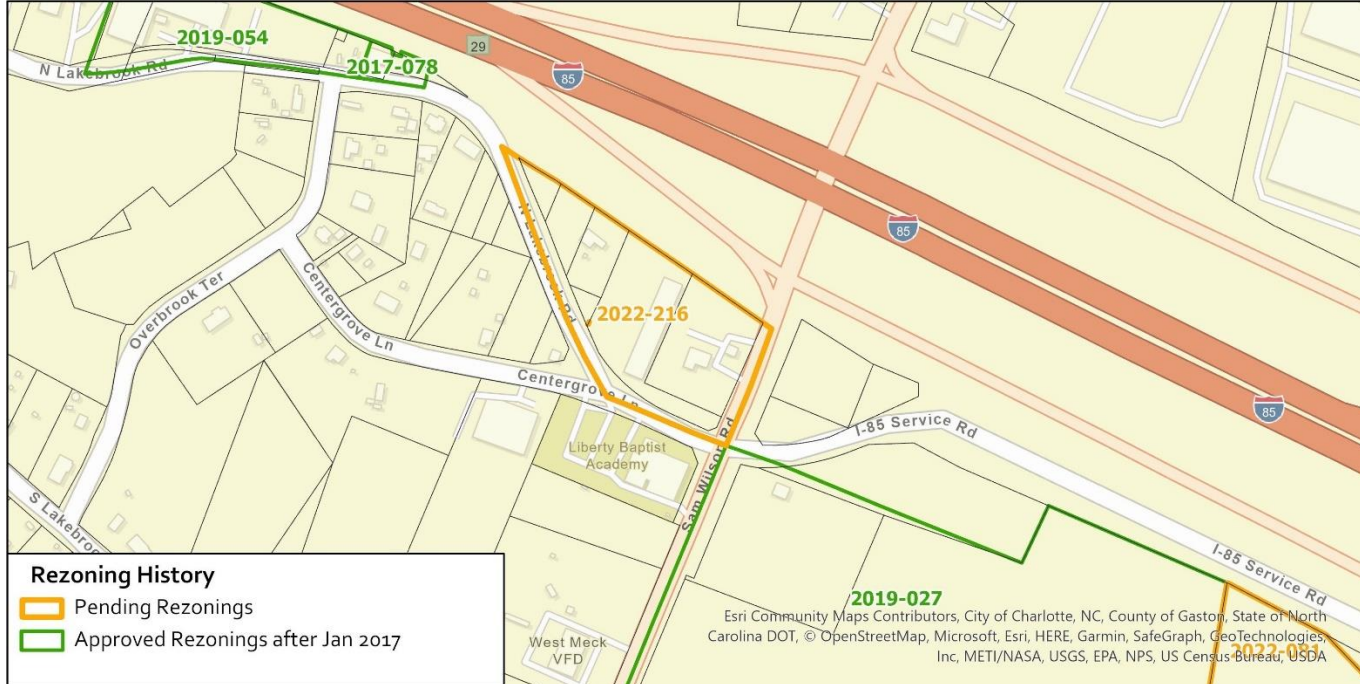 2019-054
29
2017-078
N Lakebrook Rd
85
N Lakebrook Rd
85
Overbrook Ter
Centergrove Ln
2022-216
Centergrove Ln
85
I-85 Service Rd
Liberty Baptist
Academy
Sam Wilson Rd
S Lakebroo
I-85 Service Rd
Rezoning History
Pending Rezonings
Approved Rezonings after Jan 2017
2019-027
West Meck
VFD
Esri Community Maps Contributors, City of Charlotte, NC, County of Gaston, State of North
Carolina DOT, © OpenStreetMap, Microsoft, Esri, HERE, Garmin, SafeGraph, GeoTechnologies,
Inc, METI/NASA, USGS, EPA, NPS, US Census Bureau, USDA
2022-081